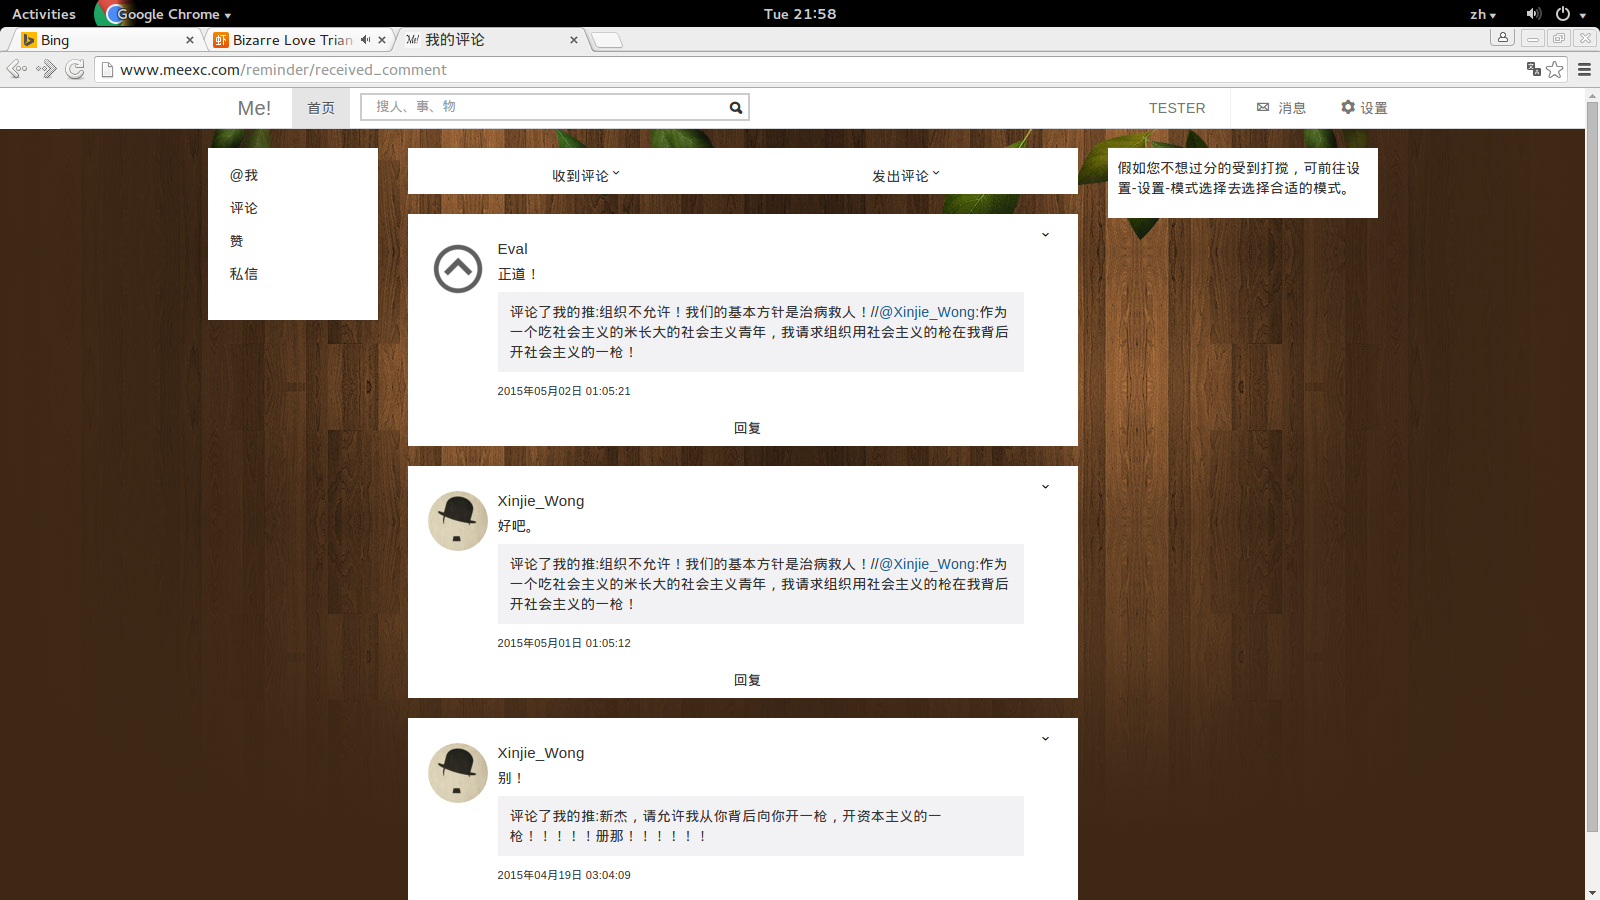 Activities
Google Chrome
Tue 21:58
zh
Bing
Bizarre Love Trian
Me! 我的评论
www.meexc.com/reminder/received_comment
Me!
首页
搜人、事、物
TESTER
消息
设置
@我
评论
赞
私信
收到评论
发出评论
假如您不想过分的受到打搅，可前往设
置-设置-模式选择去选择合适的模式。
Eval
正道！
评论了我的推:组织不允许！我们的基本方针是治病救人！//@Xinjie_Wong:作为
一个吃社会主义的米长大的社会主义青年，我请求组织用社会主义的枪在我背后
开社会主义的一枪！
2015年05月02日 01:05:21
回复
Xinjie_Wong
好吧。
评论了我的推:组织不允许！我们的基本方针是治病救人！//@Xinjie_Wong:作为
一个吃社会主义的米长大的社会主义青年，我请求组织用社会主义的枪在我背后
开社会主义的一枪！
2015年05月01日 01:05:12
回复
Xinjie_Wong
别！
评论了我的推:新杰，请允许我从你背后向你开一枪，开资本主义的一
枪！！！！！册那！！！！！！
2015年04月19日 03:04:09